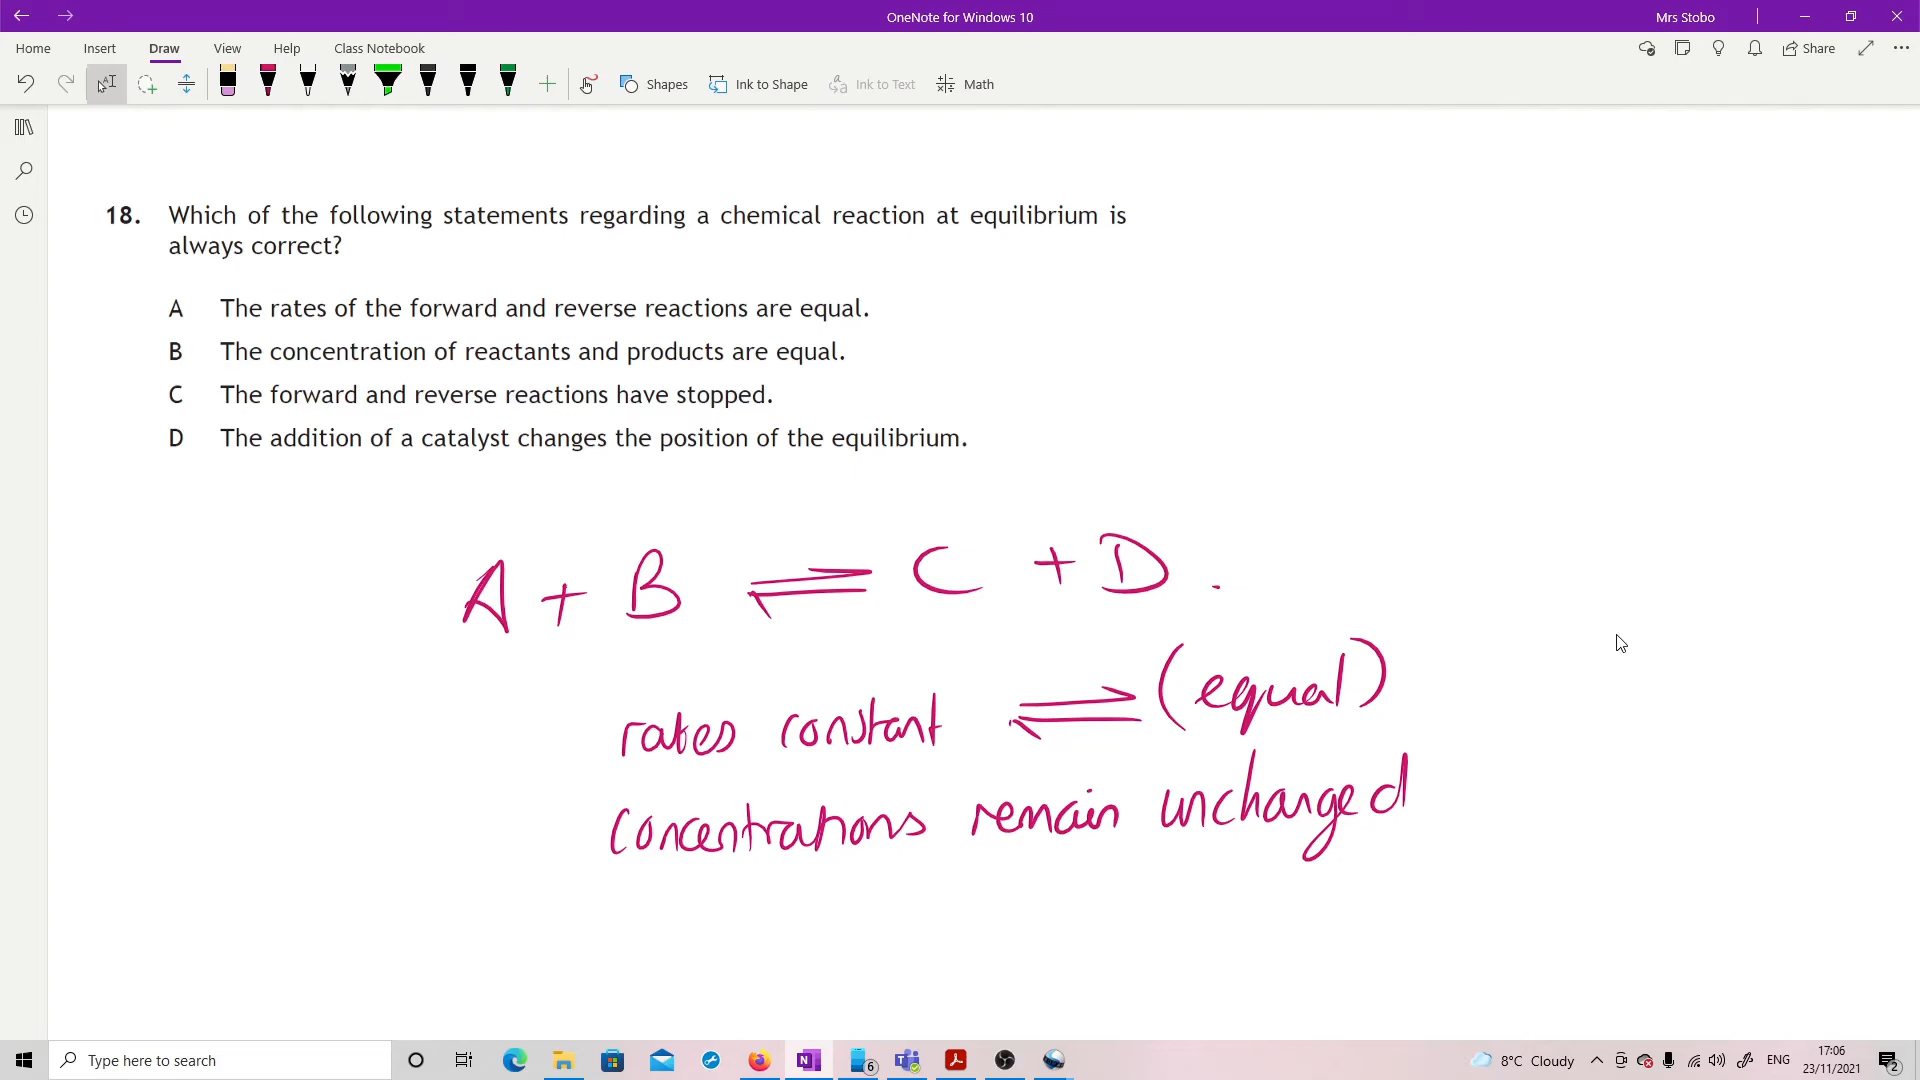 OneNote for Windows 10
Mrs Stobo
Home Insert Draw View Help Class Notebook
Share
Shapes Ink to Shape Ink to Text Math
18. Which of the following statements regarding a chemical reaction at equilibrium is
always correct?
A The rates of the forward and reverse reactions are equal.
B The concentration of reactants and products are equal.
C The forward and reverse reactions have stopped.
D The addition of a catalyst changes the position of the equilibrium.
A + B ⇌ C + D .
rates constant ⇌ (equal)
concentrations remain unchanged
Type here to search
6
8°C Cloudy
ENG
17:06
23/11/2021
2